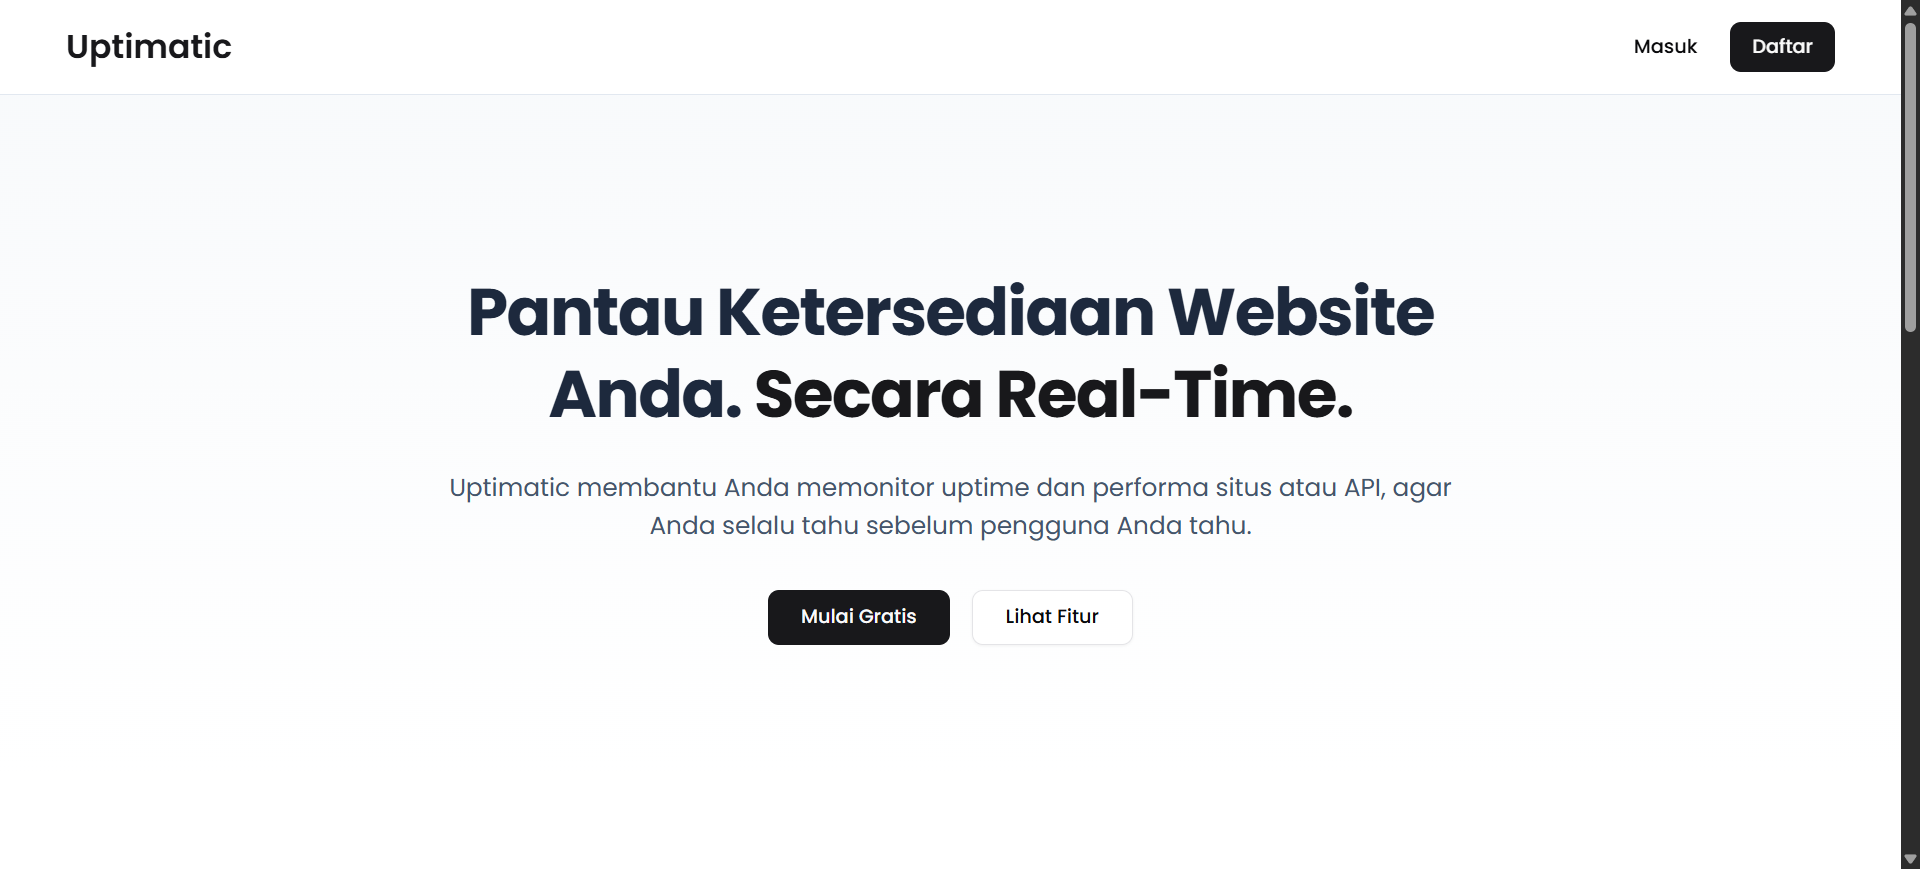 Uptimatic
Masuk
Daftar
Pantau Ketersediaan Website
Anda. Secara Real-Time.
Uptimatic membantu Anda memonitor uptime dan performa situs atau API, agar
Anda selalu tahu sebelum pengguna Anda tahu.
Mulai Gratis
Lihat Fitur